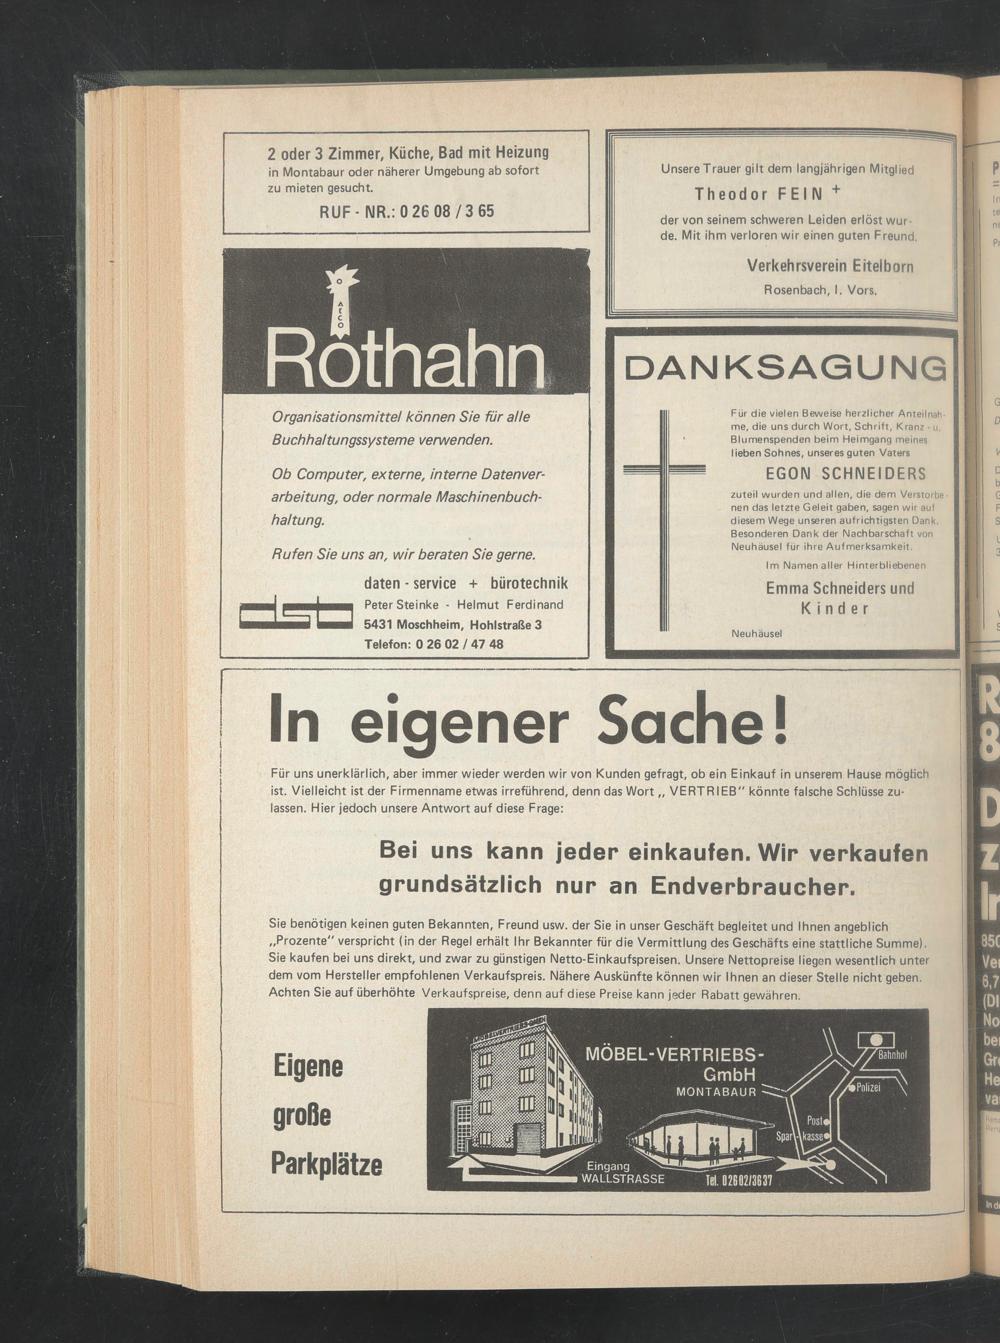 2 oder 3 Zimmer, Küche, Bad mit Heizung
in Montabaur oder näherer Umgebung ab sofort
zu mieten gesucht.
RUF - NR.: 0 26 08 / 3 65
AECO
Rothahn
Organisationsmittel können Sie für alle
Buchhaltungssysteme verwenden.
Ob Computer, externe, interne Datenver-
arbeitung, oder normale Maschinenbuch-
haltung.
Rufen Sie uns an, wir beraten Sie gerne.
daten - service + bürotechnik
dsb
Peter Steinke - Helmut Ferdinand
5431 Moschheim, Hohlstraße 3
Telefon: 0 26 02 / 47 48
Unsere Trauer gilt dem langjährigen Mitglied
Theodor FEIN +
der von seinem schweren Leiden erlöst wur-
de. Mit ihm verloren wir einen guten Freund.
Verkehrsverein Eitelborn
Rosenbach, I. Vors.
DANKSAGUNG
Für die vielen Beweise herzlicher Anteilnah-
me, die uns durch Wort, Schrift, Kranz - u.
Blumenspenden beim Heimgang meines
lieben Sohnes, unseres guten Vaters
EGON SCHNEIDERS
zuteil wurden und allen, die dem Verstorbe-
nen das letzte Geleit gaben, sagen wir auf
diesem Wege unseren aufrichtigsten Dank.
Besonderen Dank der Nachbarschaft von
Neuhäusel für ihre Aufmerksamkeit.
Im Namen aller Hinterbliebenen
Emma Schneiders und
Kinder
Neuhäusel
In eigener Sache!
Für uns unerklärlich, aber immer wieder werden wir von Kunden gefragt, ob ein Einkauf in unserem Hause möglich
ist. Vielleicht ist der Firmenname etwas irreführend, denn das Wort „ VERTRIEB" könnte falsche Schlüsse zu-
lassen. Hier jedoch unsere Antwort auf diese Frage:
Bei uns kann jeder einkaufen. Wir verkaufen
grundsätzlich nur an Endverbraucher.
Sie benötigen keinen guten Bekannten, Freund usw. der Sie in unser Geschäft begleitet und Ihnen angeblich
„Prozente" verspricht (in der Regel erhält Ihr Bekannter für die Vermittlung des Geschäfts eine stattliche Summe).
Sie kaufen bei uns direkt, und zwar zu günstigen Netto-Einkaufspreisen. Unsere Nettopreise liegen wesentlich unter
dem vom Hersteller empfohlenen Verkaufspreis. Nähere Auskünfte können wir Ihnen an dieser Stelle nicht geben.
Achten Sie auf überhöhte Verkaufspreise, denn auf diese Preise kann jeder Rabatt gewähren.
Eigene
große
Parkplätze
MÖBELVERTRIEBS-GMBH
MÖBEL-VERTRIEBS-
GmbH
MONTABAUR
Bahnhof
Polizei
Post
Spar-kasse
Eingang
WALLSTRASSE
Tel. 02602/3637